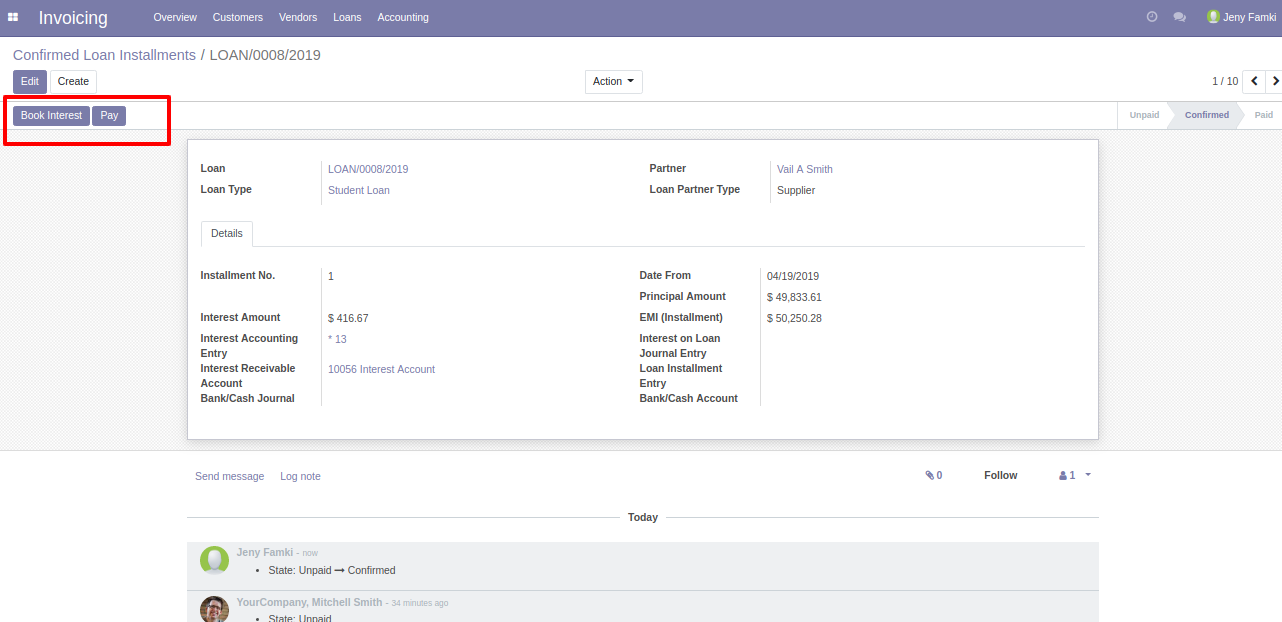 Invoicing Overview Customers Vendors Loans Accounting Jeny Famki
Confirmed Loan Installments / LOAN/0008/2019
Edit Create Action 1 / 10
Book Interest Pay Unpaid Confirmed Paid
Loan LOAN/0008/2019 Partner Vail A Smith
Loan Type Student Loan Loan Partner Type Supplier
Details
Installment No. 1 Date From 04/19/2019
Principal Amount $ 49,833.61
Interest Amount $ 416.67 EMI (Installment) $ 50,250.28
Interest Accounting * 13 Interest on Loan
Entry Journal Entry
Interest Receivable 10056 Interest Account Loan Installment
Account Entry
Bank/Cash Journal Bank/Cash Account
Send message Log note 0 Follow 1
Today
Jeny Famki - now
• State: Unpaid → Confirmed
YourCompany, Mitchell Smith - 34 minutes ago
• State: Unpaid